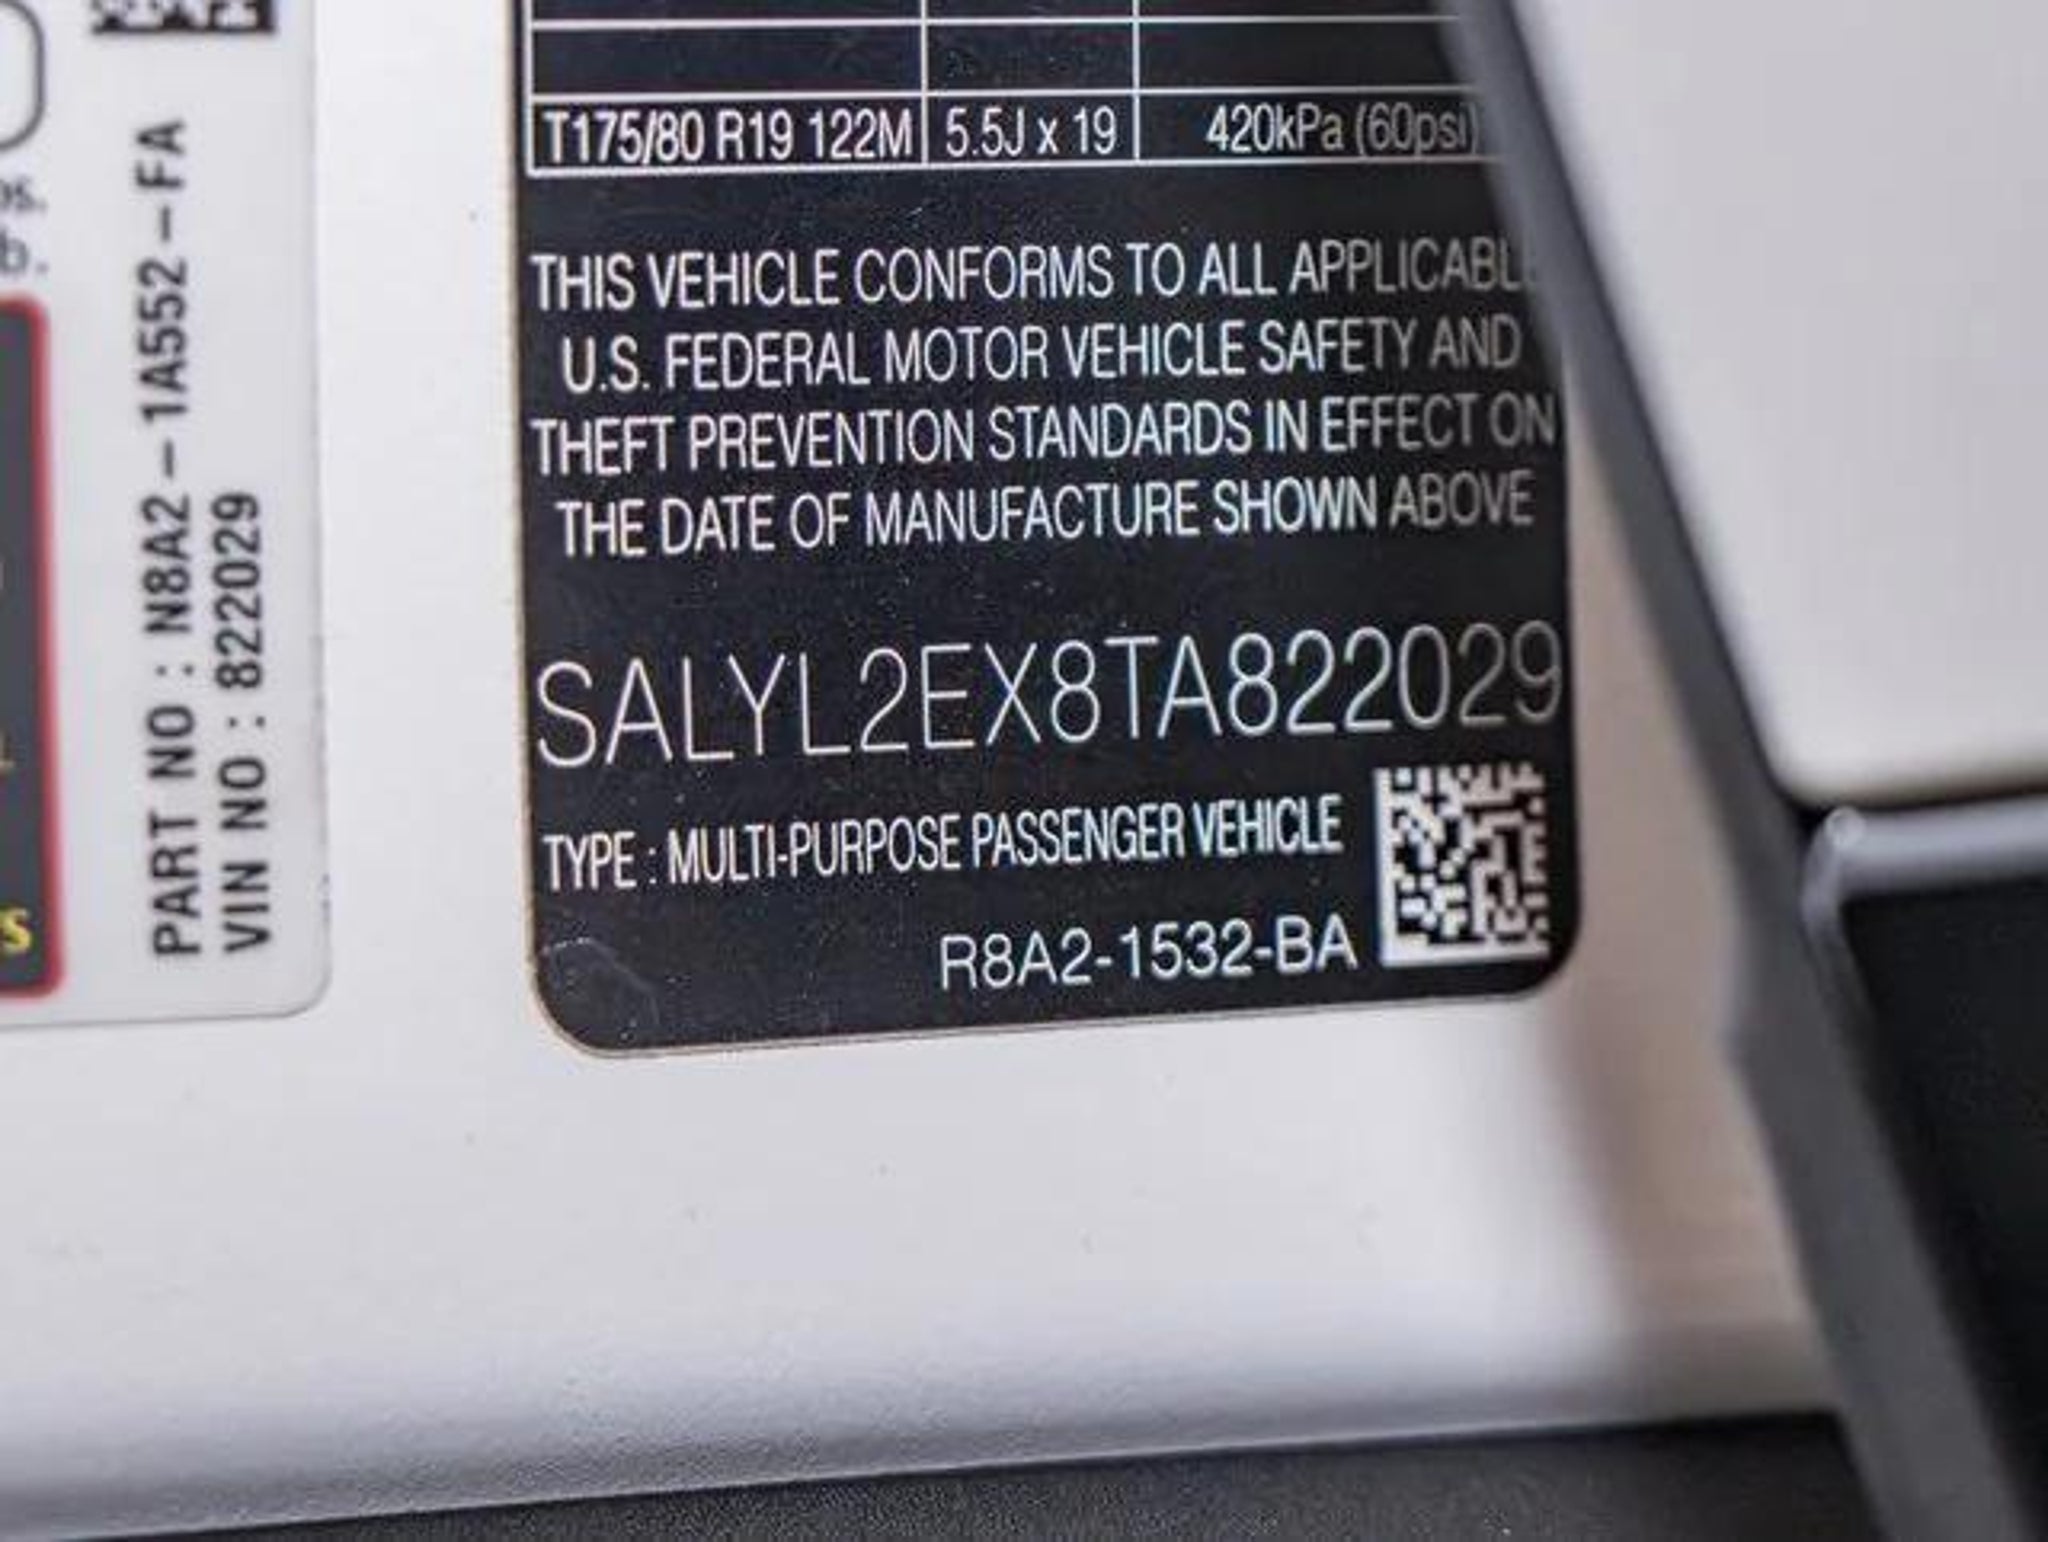 s.
b.
S
PART NO : N8A2-1A552-FA
VIN NO : 822029
T175/80 R19 122M 5.5J x 19 420kPa (60psi)
THIS VEHICLE CONFORMS TO ALL APPLICABLE
U.S. FEDERAL MOTOR VEHICLE SAFETY AND
THEFT PREVENTION STANDARDS IN EFFECT ON
THE DATE OF MANUFACTURE SHOWN ABOVE
SALYL2EX8TA822029
TYPE : MULTI-PURPOSE PASSENGER VEHICLE
R8A2-1532-BA